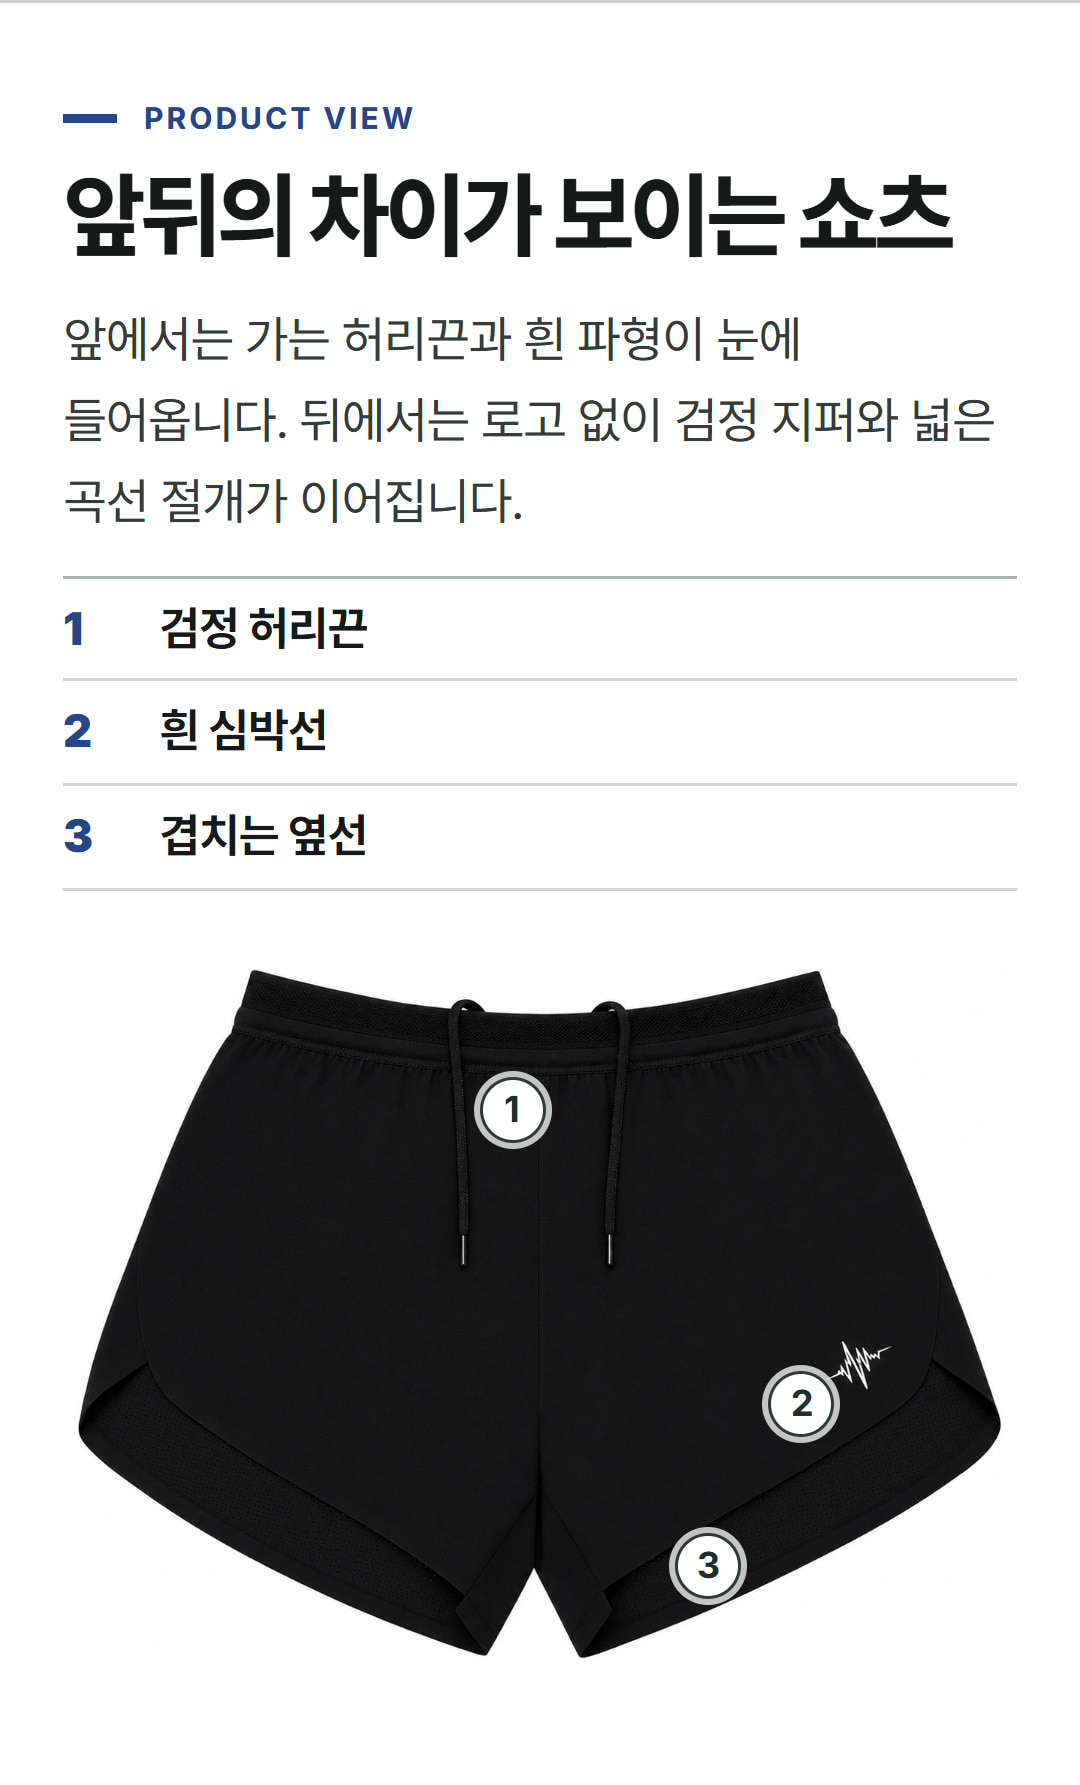 PRODUCT VIEW
앞뒤의 차이가 보이는 쇼츠
앞에서는 가는 허리끈과 흰 파형이 눈에
들어옵니다. 뒤에서는 로고 없이 검정 지퍼와 넓은
곡선 절개가 이어집니다.
1 검정 허리끈
2 흰 심박선
3 겹치는 옆선
1
2
3